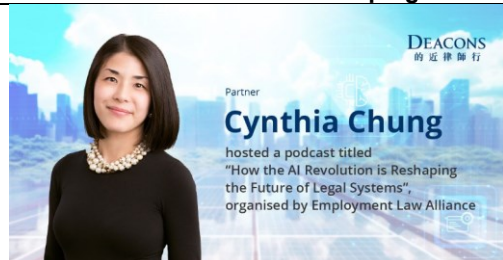 DEACONS
的近律師行
Partner
Cynthia Chung
hosted a podcast titled
“How the AI Revolution is Reshaping
the Future of Legal Systems”,
organised by Employment Law Alliance